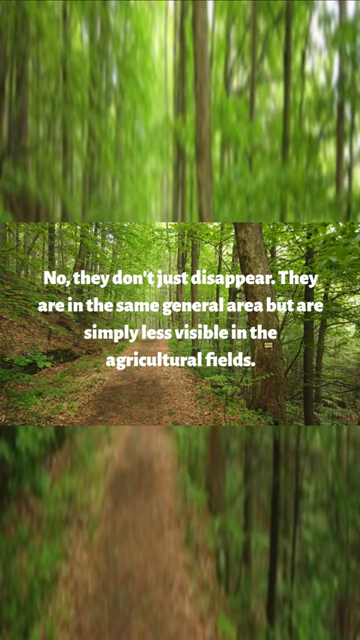 No, they don't just disappear. They
are in the same general area but are
simply less visible in the
agricultural fields.